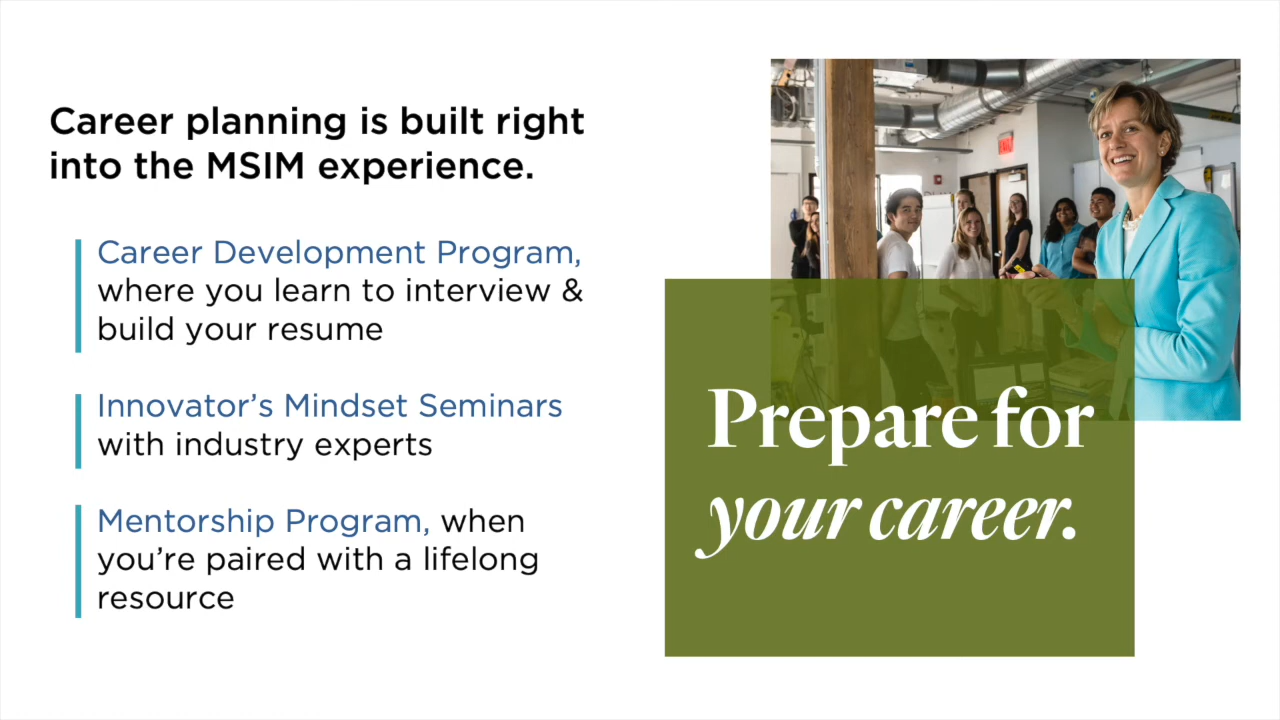 Career planning is built right
into the MSIM experience.
Career Development Program,
where you learn to interview &
build your resume
Innovator’s Mindset Seminars
with industry experts
Mentorship Program, when
you’re paired with a lifelong
resource
Prepare for
your career.